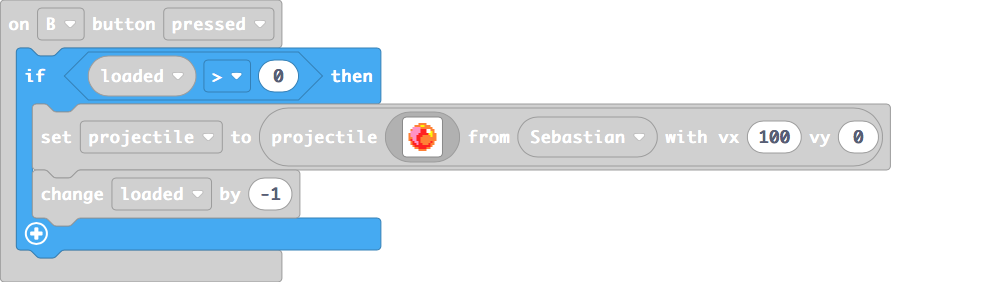 on B button pressed
if loaded > 0 then
set projectile to projectile from Sebastian with vx 100 vy 0
change loaded by -1